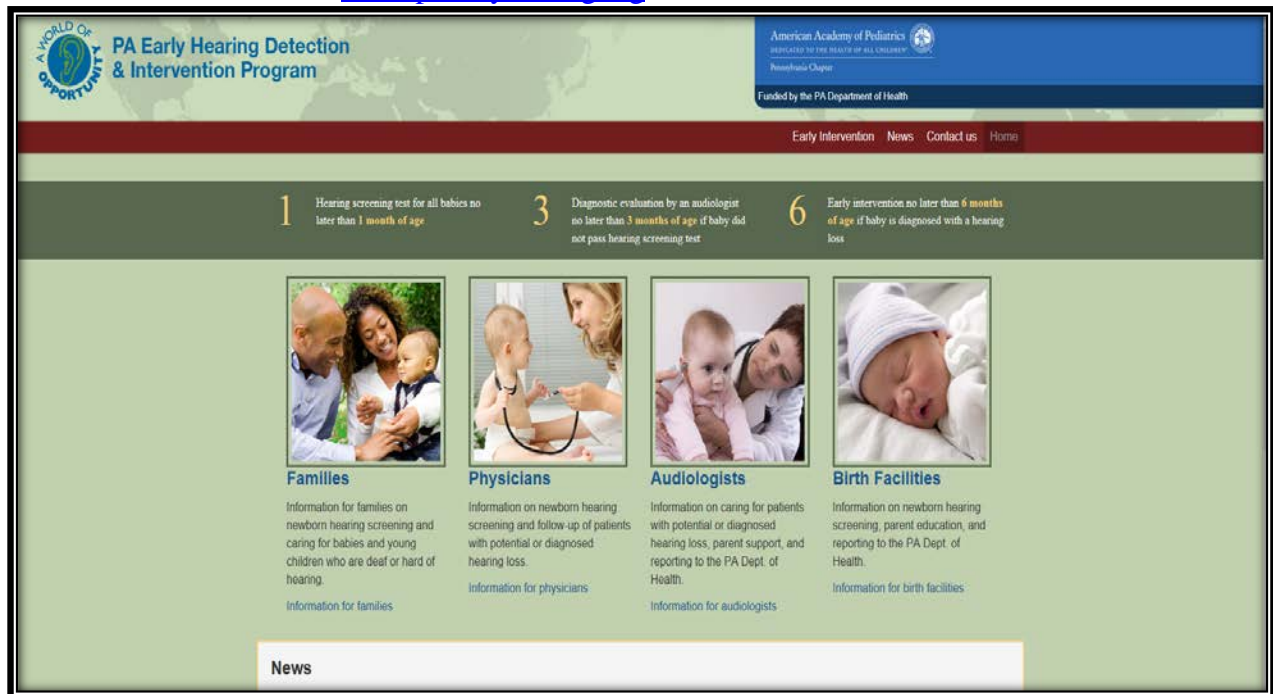 A WORLD OF OPPORTUNITY
PA Early Hearing Detection
& Intervention Program
American Academy of Pediatrics
DEDICATED TO THE HEALTH OF ALL CHILDREN
Pennsylvania Chapter
Funded by the PA Department of Health
Early Intervention News Contact us Home
1
Hearing screening test for all babies no
later than 1 month of age
3
Diagnostic evaluation by an audiologist
no later than 3 months of age if baby did
not pass hearing screening test
6
Early intervention no later than 6 months
of age if baby is diagnosed with a hearing
loss
Families
Information for families on
newborn hearing screening and
caring for babies and young
children who are deaf or hard of
hearing.
Information for families
Physicians
Information on newborn hearing
screening and follow-up of patients
with potential or diagnosed
hearing loss.
Information for physicians
Audiologists
Information on caring for patients
with potential or diagnosed
hearing loss, parent support, and
reporting to the PA Dept. of
Health.
Information for audiologists
Birth Facilities
Information on newborn hearing
screening, parent education, and
reporting to the PA Dept. of
Health.
Information for birth facilities
News